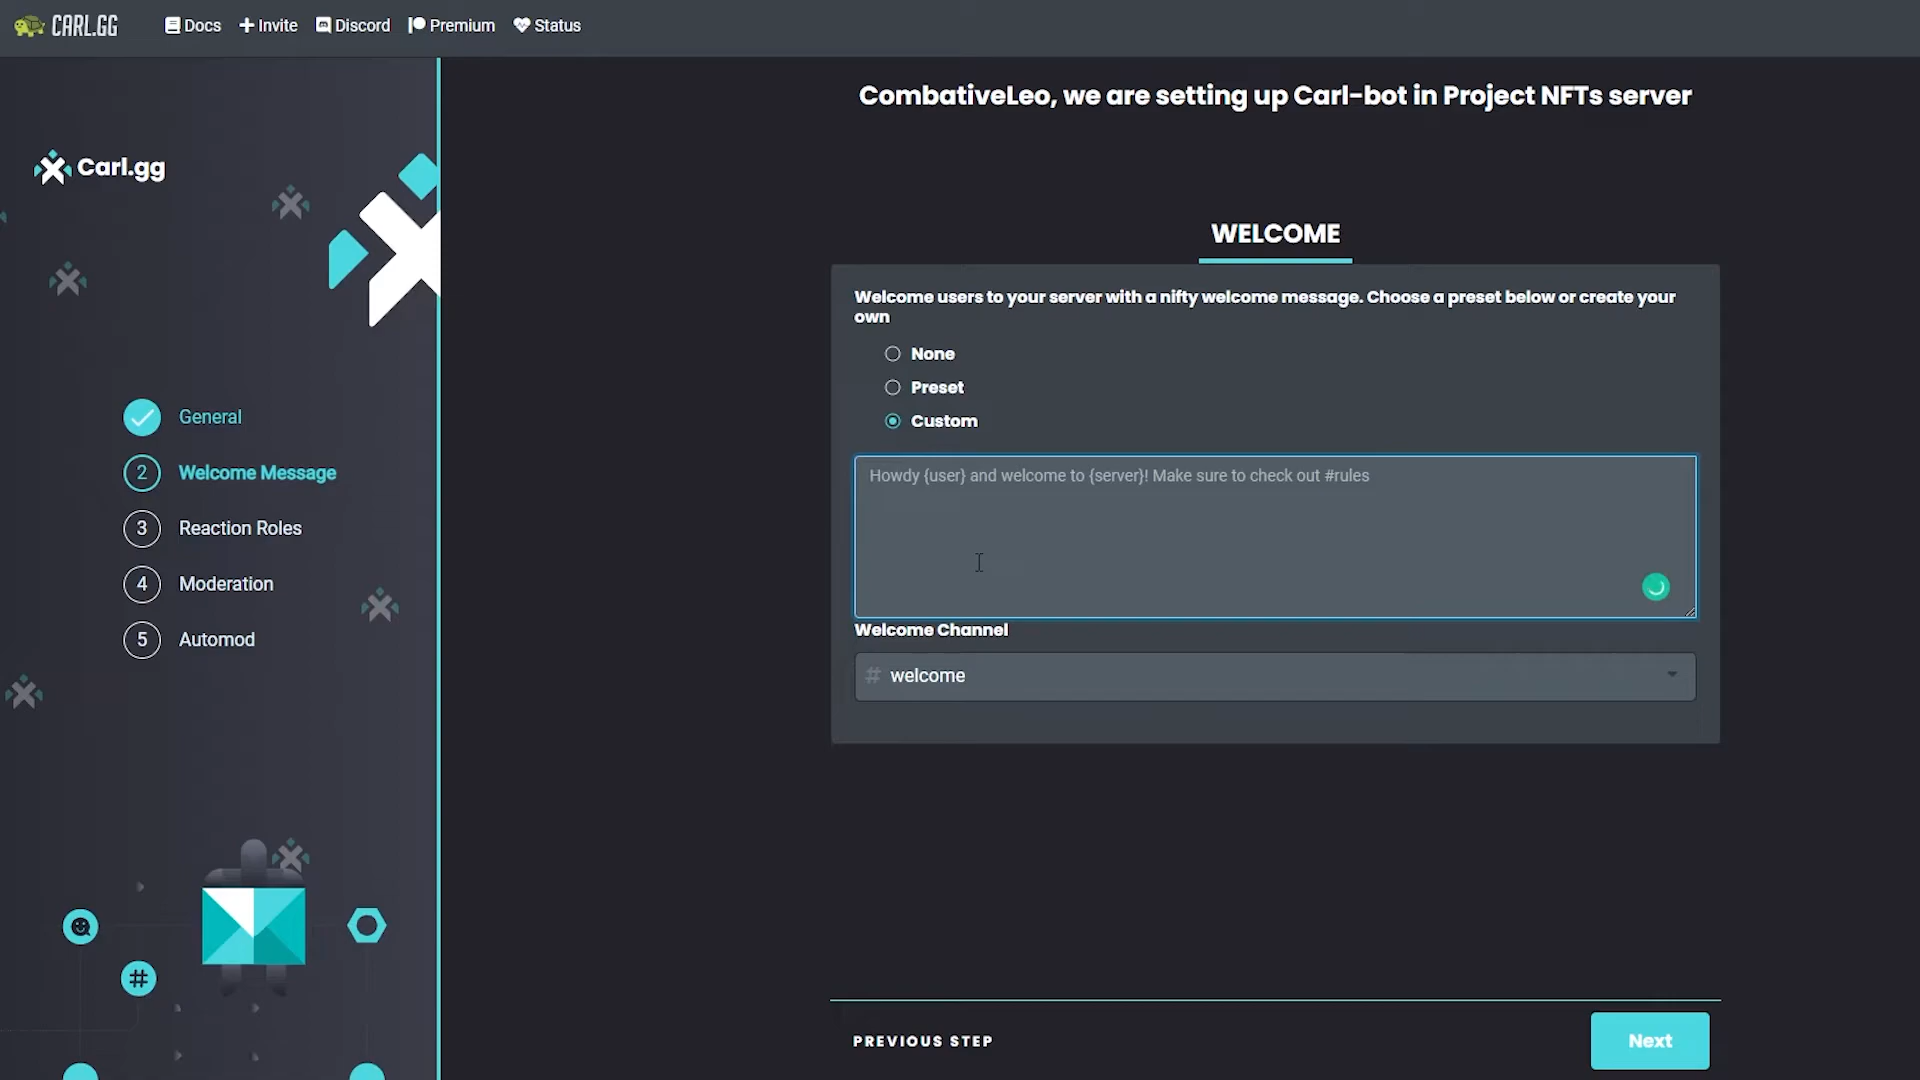 CARL.GG
Docs
Invite
Discord
Premium
Status
CombativeLeo, we are setting up Carl-bot in Project NFTs server
Carl.gg
General
2 Welcome Message
3 Reaction Roles
4 Moderation
5 Automod
WELCOME
Welcome users to your server with a nifty welcome message. Choose a preset below or create your
own
None
Preset
Custom
Howdy {user} and welcome to {server}! Make sure to check out #rules
Welcome Channel
# welcome
PREVIOUS STEP
Next